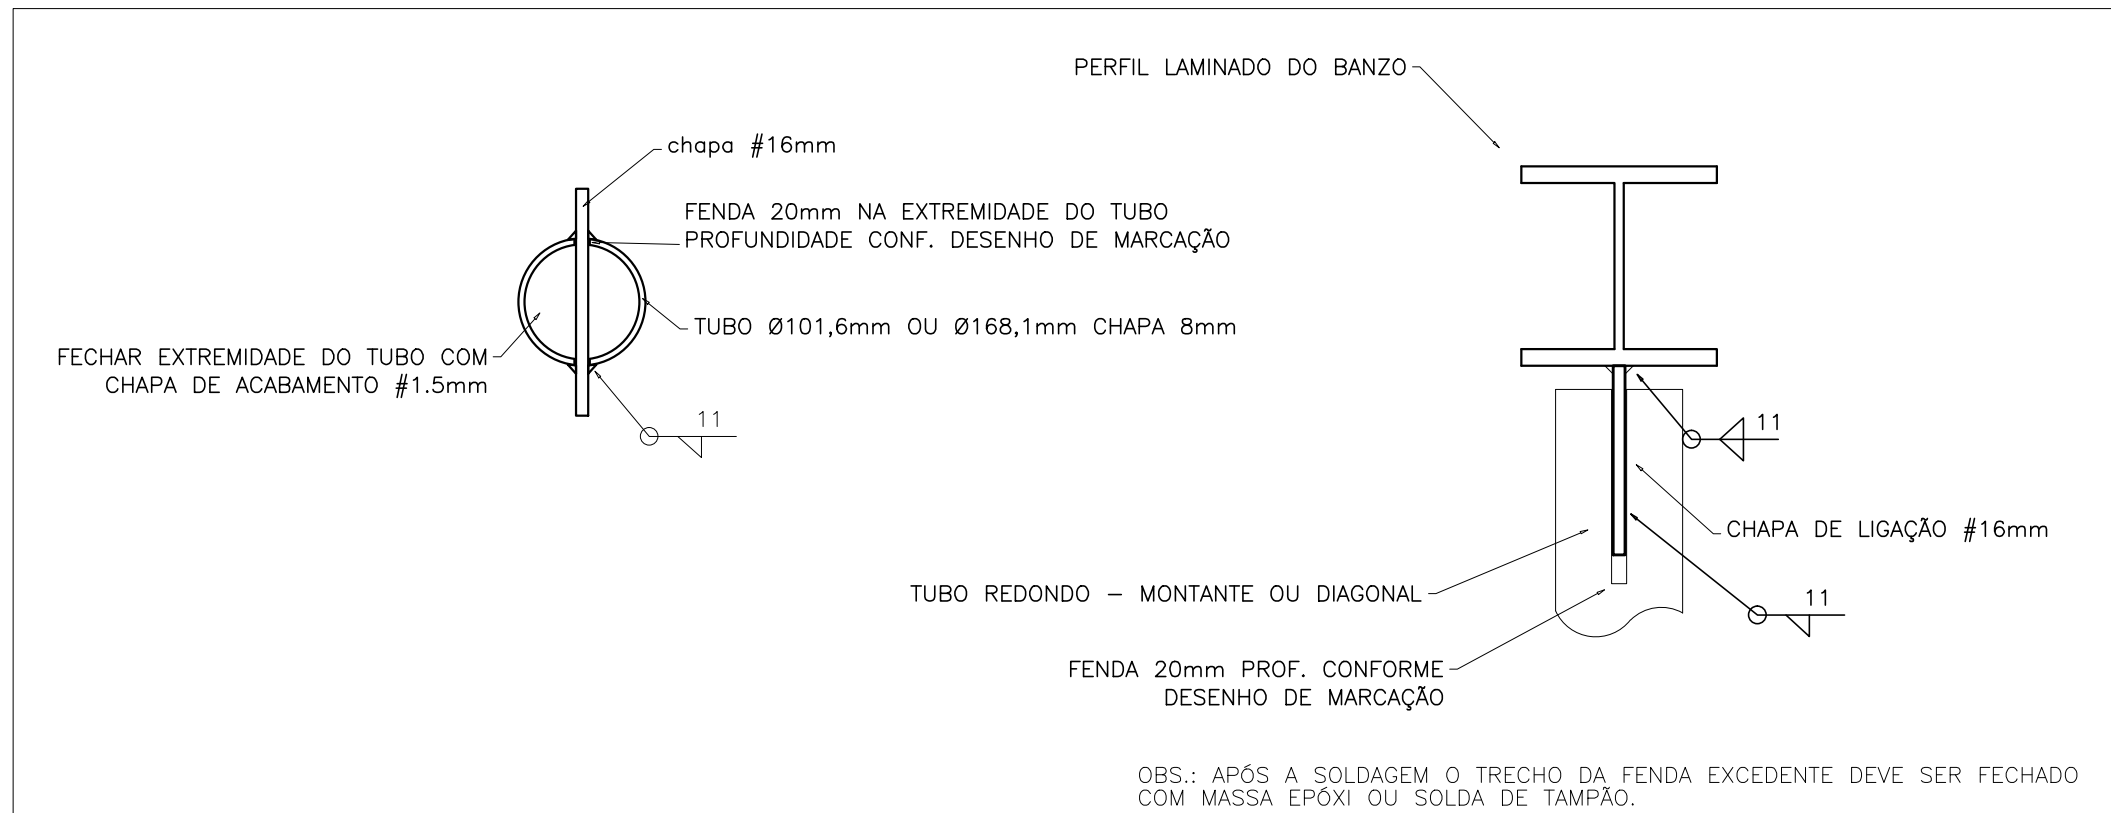 PERFIL LAMINADO DO BANZO
chapa #16mm
FENDA 20mm NA EXTREMIDADE DO TUBO
PROFUNDIDADE CONF. DESENHO DE MARCAÇÃO
TUBO Ø101,6mm OU Ø168,1mm CHAPA 8mm
FECHAR EXTREMIDADE DO TUBO COM
CHAPA DE ACABAMENTO #1.5mm
11
11
CHAPA DE LIGAÇÃO #16mm
TUBO REDONDO – MONTANTE OU DIAGONAL
11
FENDA 20mm PROF. CONFORME
DESENHO DE MARCAÇÃO
OBS.: APÓS A SOLDAGEM O TRECHO DA FENDA EXCEDENTE DEVE SER FECHADO
COM MASSA EPÓXI OU SOLDA DE TAMPÃO.